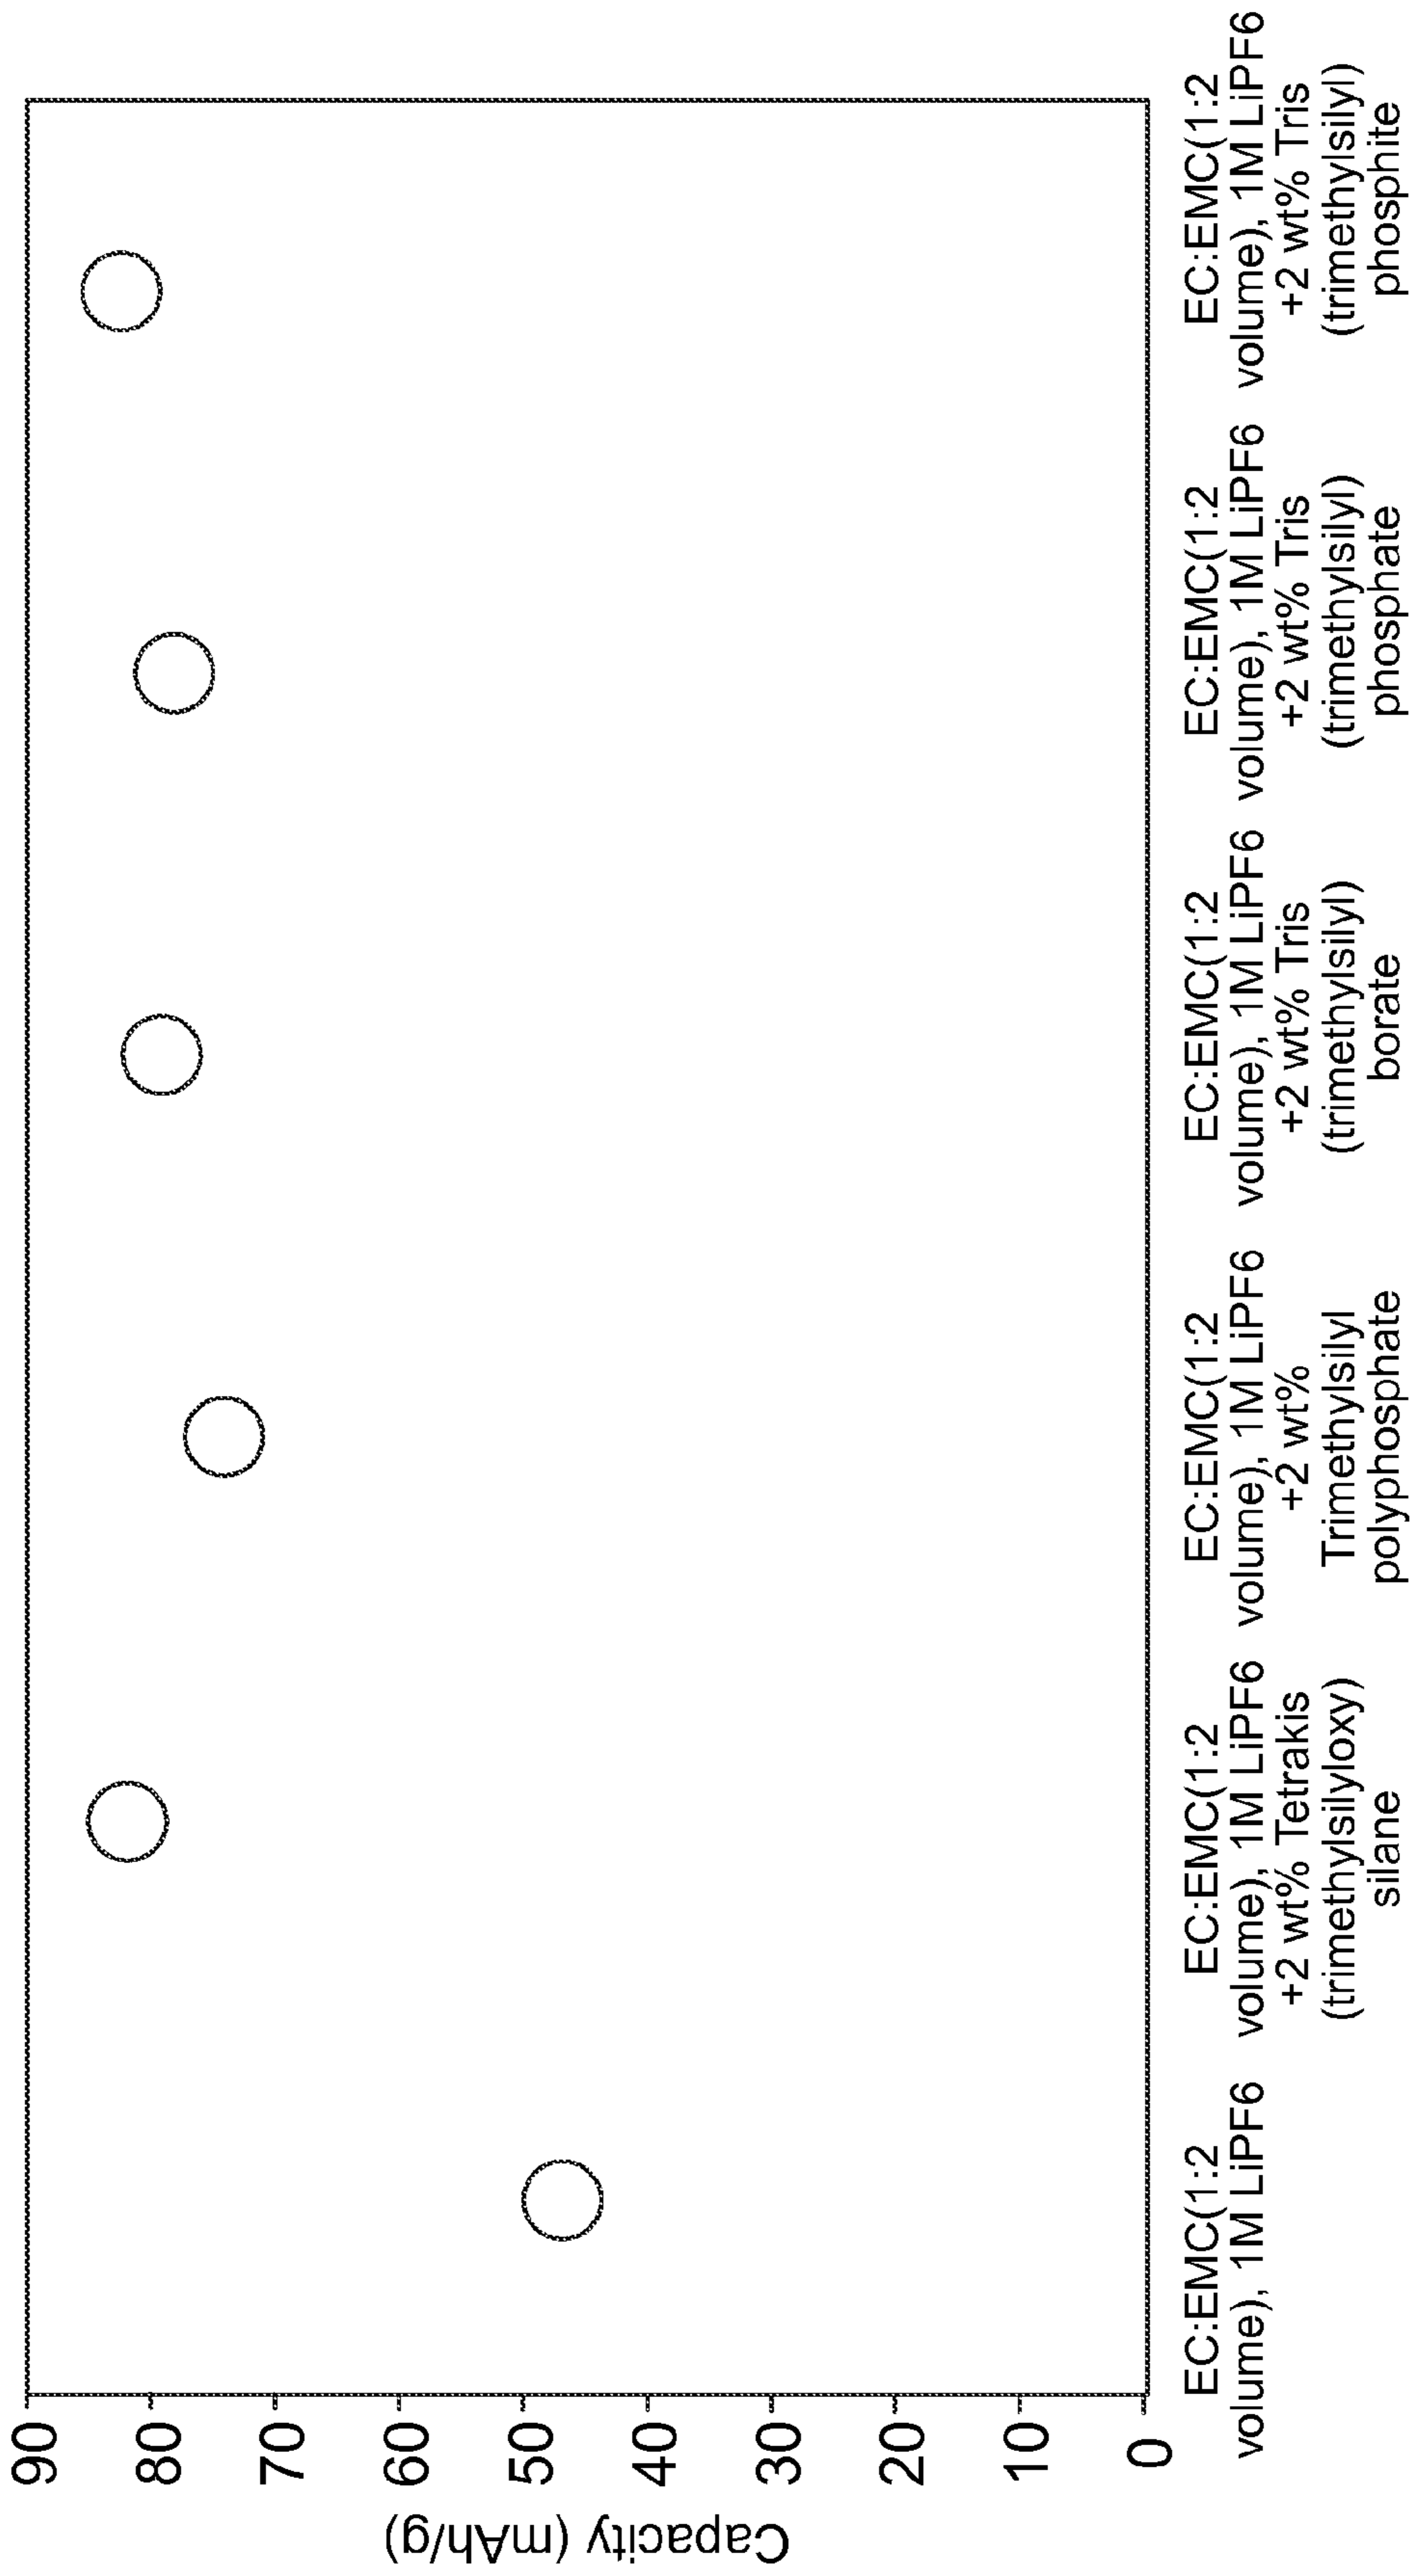 Capacity (mAh/g)
90
80
70
60
50
40
30
20
10
0
EC:EMC(1:2
volume), 1M LiPF6
EC:EMC(1:2
volume), 1M LiPF6
+2 wt% Tetrakis
(trimethylsilyloxy)
silane
EC:EMC(1:2
volume), 1M LiPF6
+2 wt%
Trimethylsilyl
polyphosphate
EC:EMC(1:2
volume), 1M LiPF6
+2 wt% Tris
(trimethylsilyl)
borate
EC:EMC(1:2
volume), 1M LiPF6
+2 wt% Tris
(trimethylsilyl)
phosphate
EC:EMC(1:2
volume), 1M LiPF6
+2 wt% Tris
(trimethylsilyl)
phosphite